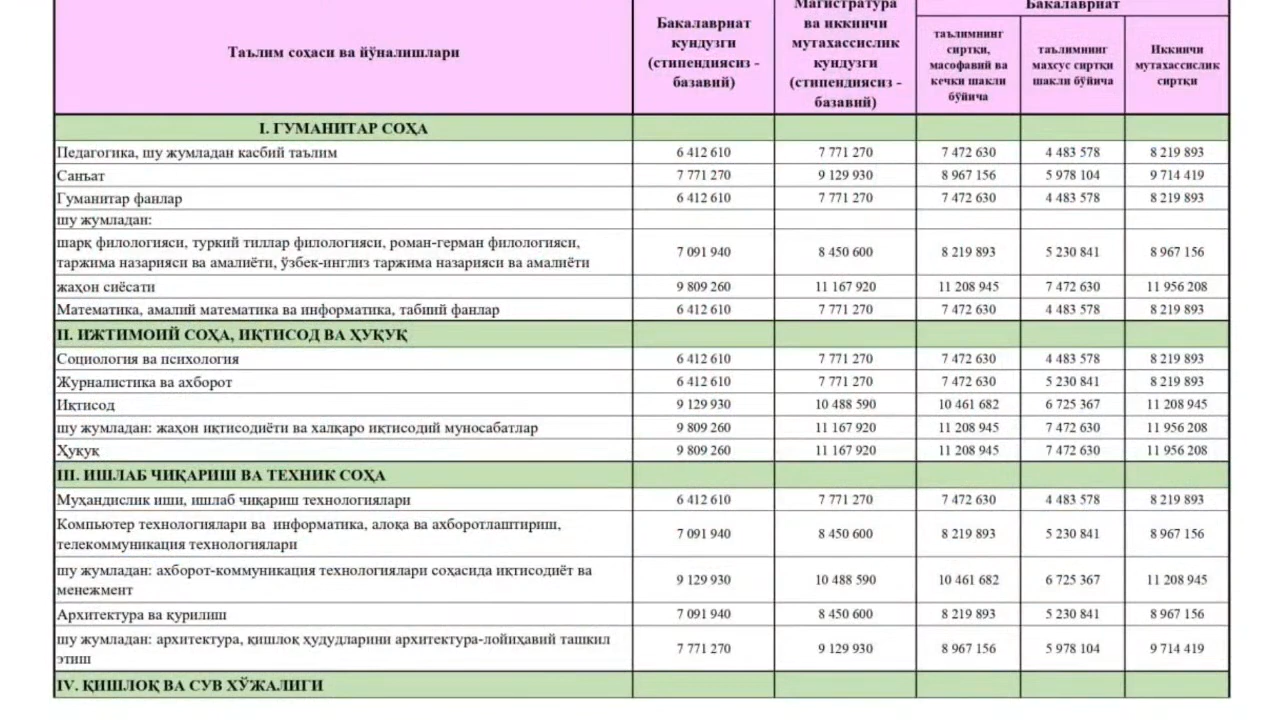 Таълим соҳаси ва йўналишлари
Бакалавриат
кундузги
(стипендиясиз -
базавий)
Магистратура
ва иккинчи
мутахассислик
кундузги
(стипендиясиз -
базавий)
Бакалавриат
таълимнинг
сиртқи,
масофавий ва
кечки шакли
бўйича
таълимнинг
махсус сиртқи
шакли бўйича
Иккинчи
мутахассислик
сиртқи
I. ГУМАНИТАР СОҲА
Педагогика, шу жумладан касбий таълим 6 412 610 7 771 270 7 472 630 4 483 578 8 219 893
Санъат 7 771 270 9 129 930 8 967 156 5 978 104 9 714 419
Гуманитар фанлар 6 412 610 7 771 270 7 472 630 4 483 578 8 219 893
шу жумладан:
шарқ филологияси, туркий тиллар филологияси, роман-герман филологияси,
таржима назарияси ва амалиёти, ўзбек-инглиз таржима назарияси ва амалиёти
7 091 940 8 450 600 8 219 893 5 230 841 8 967 156
жаҳон сиёсати 9 809 260 11 167 920 11 208 945 7 472 630 11 956 208
Математика, амалий математика ва информатика, табиий фанлар 6 412 610 7 771 270 7 472 630 4 483 578 8 219 893
II. ИЖТИМОИЙ СОҲА, ИҚТИСОД ВА ҲУҚУҚ
Социология ва психология 6 412 610 7 771 270 7 472 630 4 483 578 8 219 893
Журналистика ва ахборот 6 412 610 7 771 270 7 472 630 5 230 841 8 219 893
Иқтисод 9 129 930 10 488 590 10 461 682 6 725 367 11 208 945
шу жумладан: жаҳон иқтисодиёти ва халқаро иқтисодий муносабатлар 9 809 260 11 167 920 11 208 945 7 472 630 11 956 208
Ҳуқуқ 9 809 260 11 167 920 11 208 945 7 472 630 11 956 208
III. ИШЛАБ ЧИҚАРИШ ВА ТЕХНИК СОҲА
Муҳандислик иши, ишлаб чиқариш технологиялари 6 412 610 7 771 270 7 472 630 4 483 578 8 219 893
Компьютер технологиялари ва информатика, алоқа ва ахборотлаштириш,
телекоммуникация технологиялари
7 091 940 8 450 600 8 219 893 5 230 841 8 967 156
шу жумладан: ахборот-коммуникация технологиялари соҳасида иқтисодиёт ва
менежмент
9 129 930 10 488 590 10 461 682 6 725 367 11 208 945
Архитектура ва қурилиш 7 091 940 8 450 600 8 219 893 5 230 841 8 967 156
шу жумладан: архитектура, қишлоқ ҳудудларини архитектура-лойиҳавий ташкил
этиш
7 771 270 9 129 930 8 967 156 5 978 104 9 714 419
IV. ҚИШЛОҚ ВА СУВ ХЎЖАЛИГИ